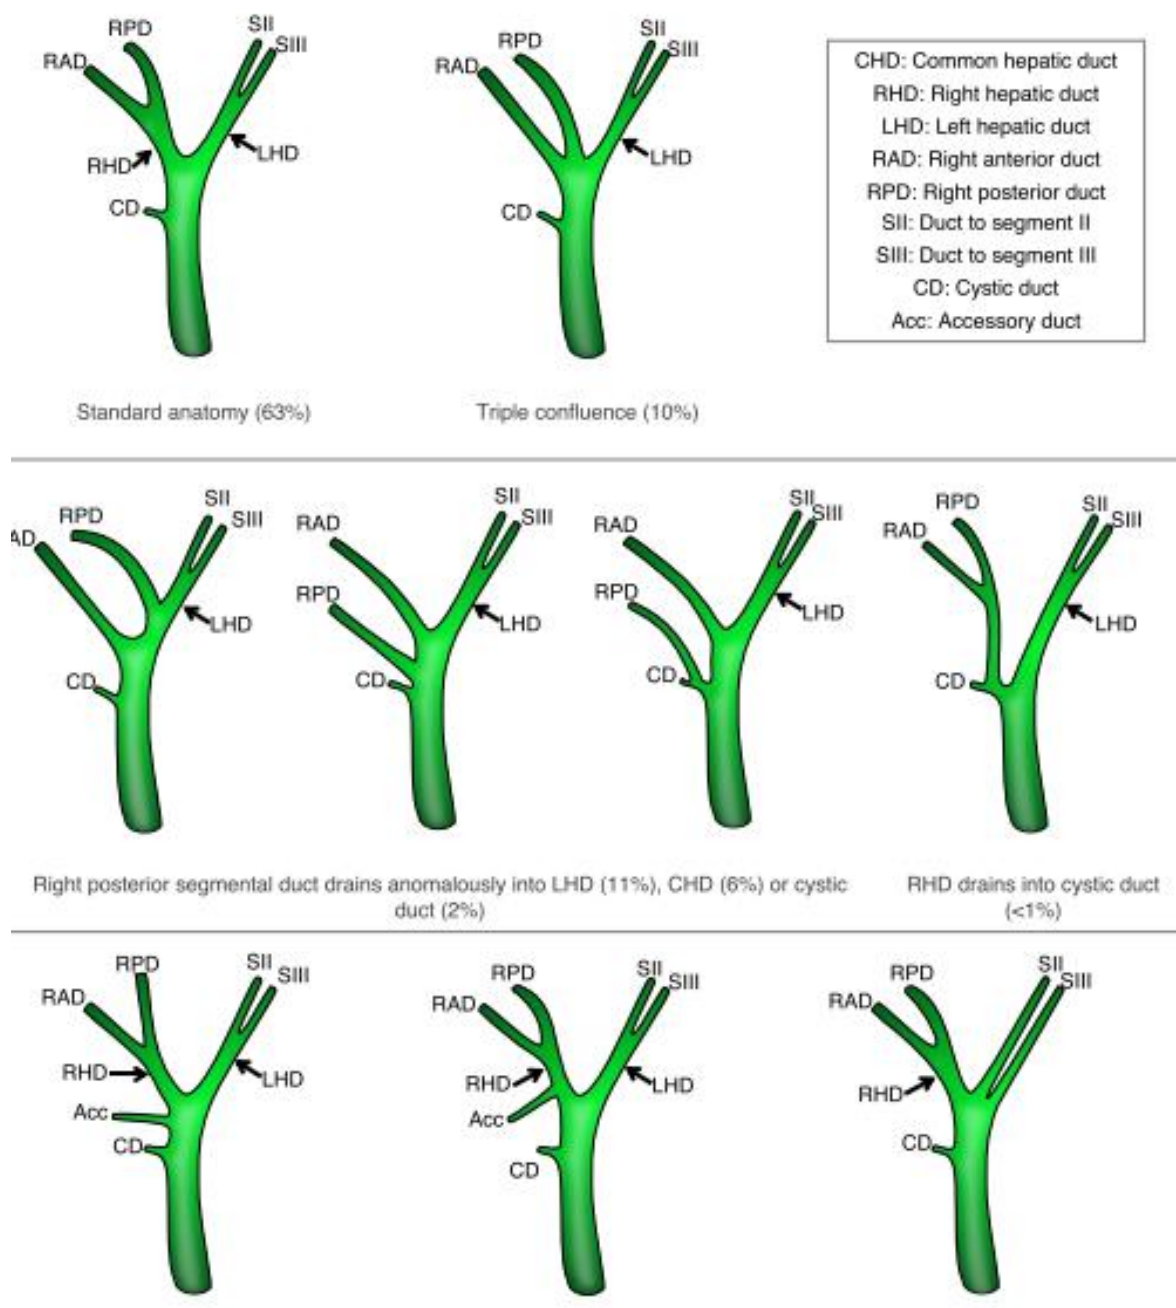 RPD
SII
SIII
RAD
LHD
RHD
CD
SII
RPD
SIII
RAD
LHD
CD
CHD: Common hepatic duct
RHD: Right hepatic duct
LHD: Left hepatic duct
RAD: Right anterior duct
RPD: Right posterior duct
SII: Duct to segment II
SIII: Duct to segment III
CD: Cystic duct
Acc: Accessory duct
Standard anatomy (63%)
Triple confluence (10%)
SII
RPD
SIII
AD
LHD
CD
SII
SIII
RAD
RPD
LHD
CD
SII
SIII
RAD
RPD
LHD
CD
RPD
SII
SIII
RAD
LHD
CD
Right posterior segmental duct drains anomalously into LHD (11%), CHD (6%) or cystic
duct (2%)
RHD drains into cystic duct
(<1%)
RPD
SII
SIII
RAD
RHD
LHD
Acc
CD
RPD
SII
SIII
RAD
RHD
LHD
Acc
CD
RPD
SII
SIII
RAD
RHD
CD